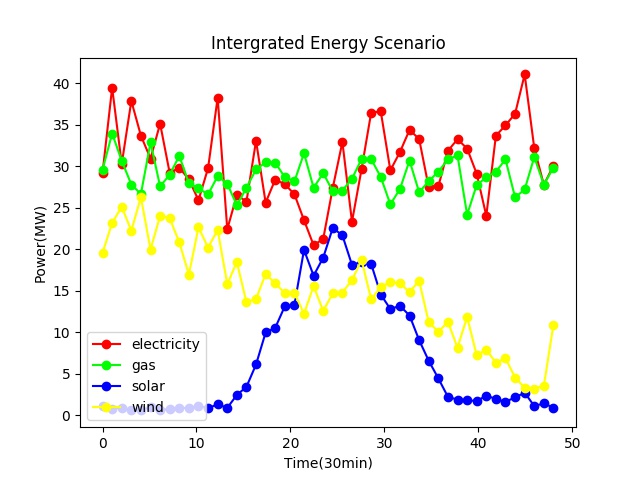 Intergrated Energy Scenario
Power(MW)
40
35
30
25
20
15
10
5
0
electricity
gas
solar
wind
0 10 20 30 40 50
Time(30min)